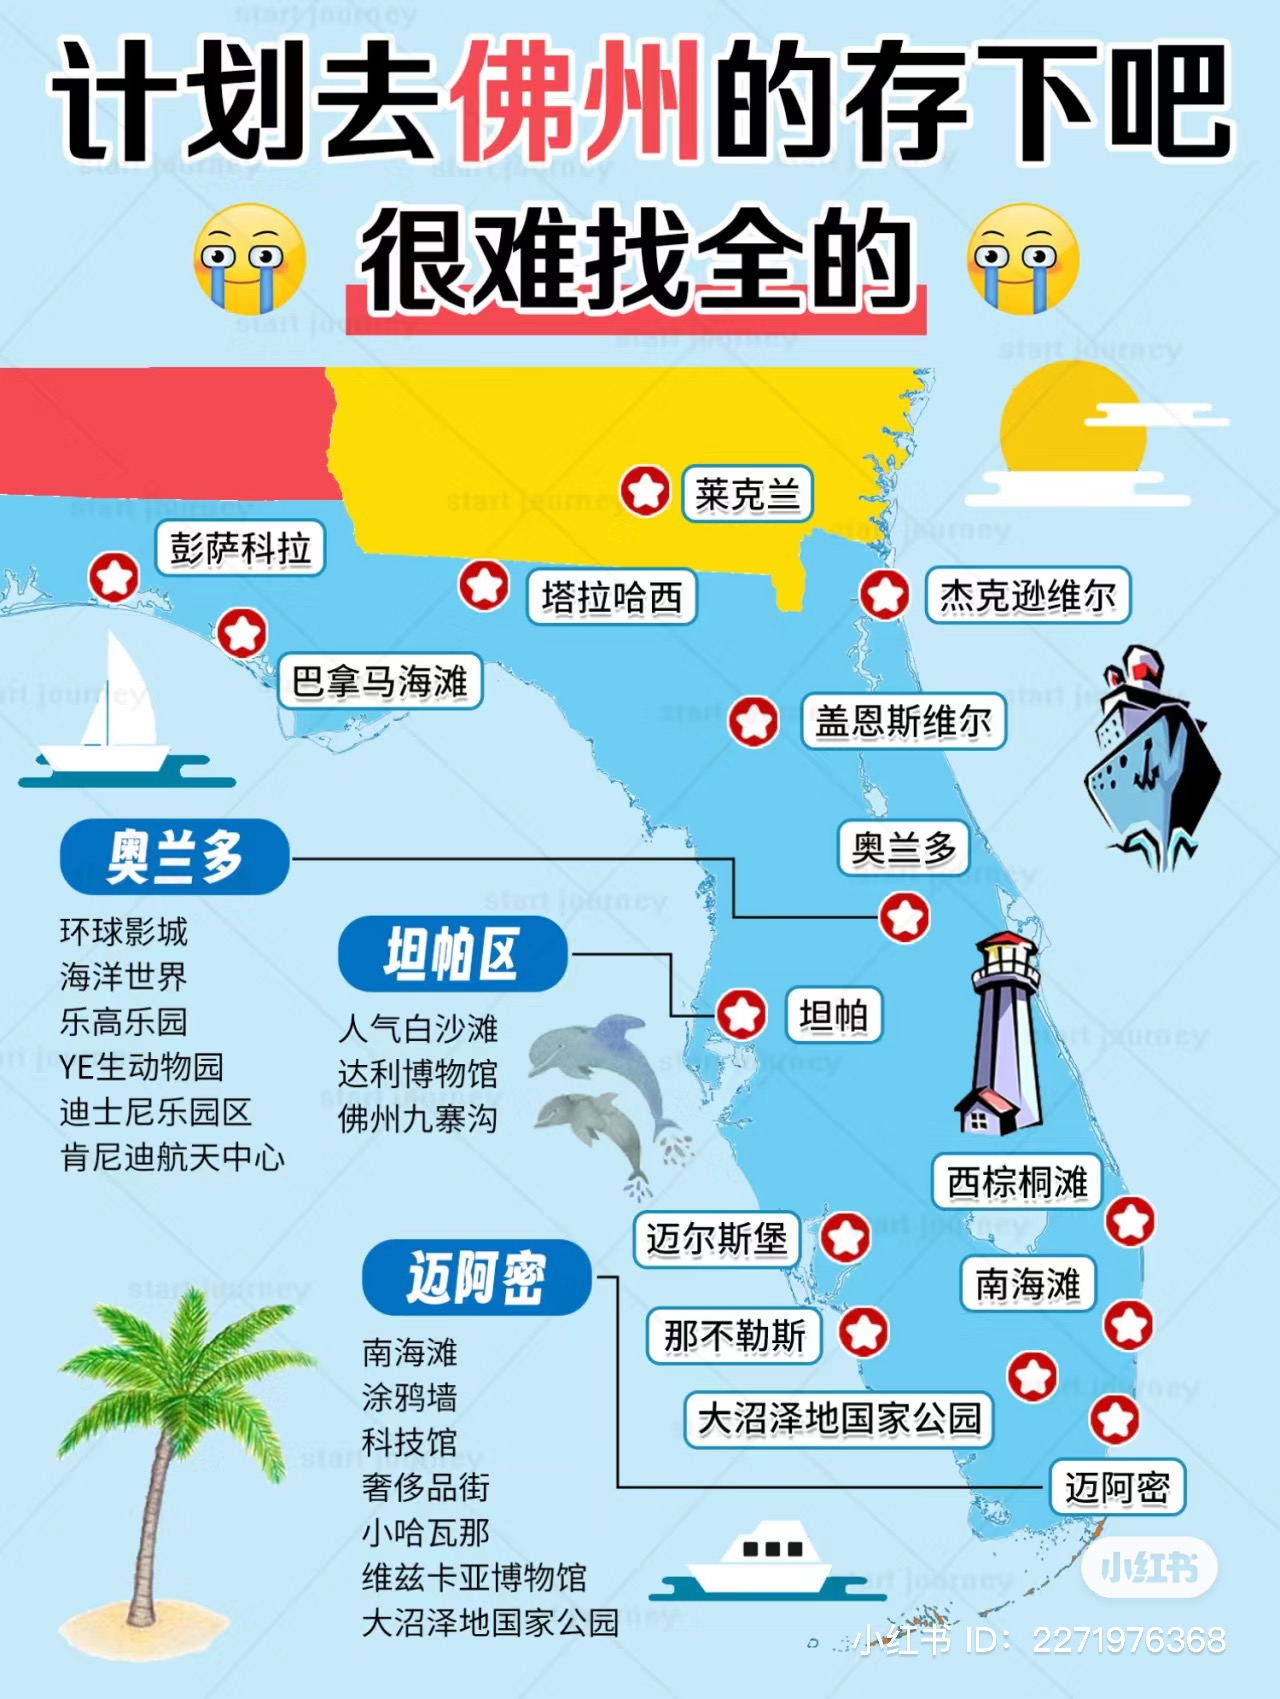 计划去佛州的存下吧
很难找全的
莱克兰
彭萨科拉
塔拉哈西
杰克逊维尔
巴拿马海滩
盖恩斯维尔
奥兰多
奥兰多
环球影城
海洋世界
乐高乐园
YE生动物园
迪士尼乐园区
肯尼迪航天中心
坦帕区
人气白沙滩
达利博物馆
佛州九寨沟
坦帕
西棕桐滩
迈尔斯堡
南海滩
那不勒斯
大沼泽地国家公园
迈阿密
迈阿密
南海滩
涂鸦墙
科技馆
奢侈品街
小哈瓦那
维兹卡亚博物馆
大沼泽地国家公园
start journey
小红书
小红书 ID：2271976368